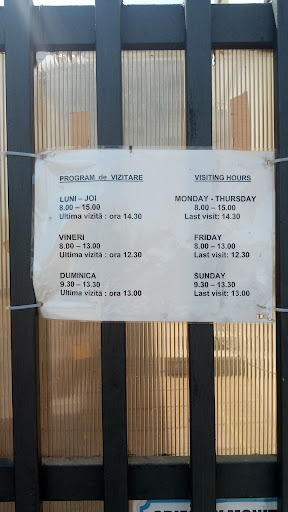 PROGRAM de VIZITARE
LUNI – JOI
8.00 – 15.00
Ultima vizită : ora 14.30
VINERI
8.00 – 13.00
Ultima vizită : ora 12.30
DUMINICA
9.30 – 13.30
Ultima vizită : ora 13.00
VISITING HOURS
MONDAY - THURSDAY
8.00 – 15.00
Last visit: 14.30
FRIDAY
8.00 – 13.00
Last visit: 12.30
SUNDAY
9.30 – 13.30
Last visit: 13.00